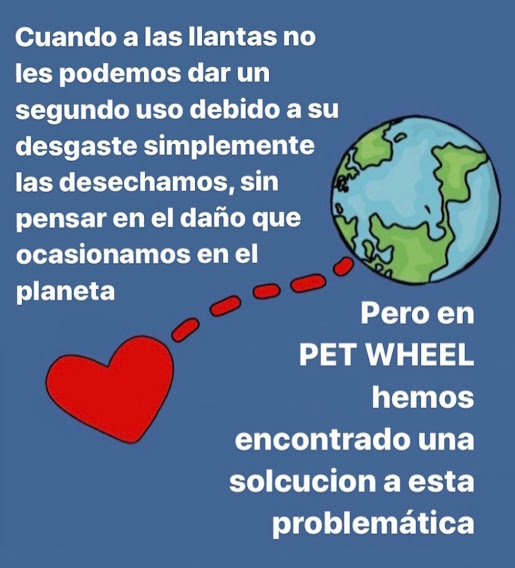 Cuando a las llantas no
les podemos dar un
segundo uso debido a su
desgaste simplemente
las desechamos, sin
pensar en el daño que
ocasionamos en el
planeta
Pero en
PET WHEEL
hemos
encontrado una
solcucion a esta
problemática